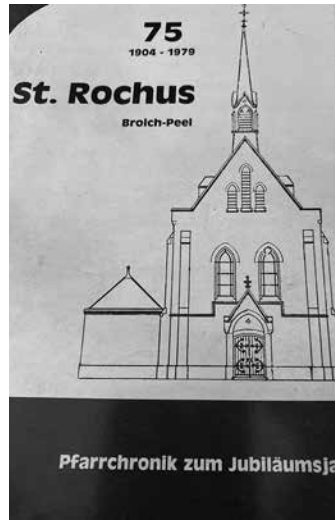 75
1904 - 1979
St. Rochus
Broich-Peel
Pfarrchronik zum Jubiläumsja